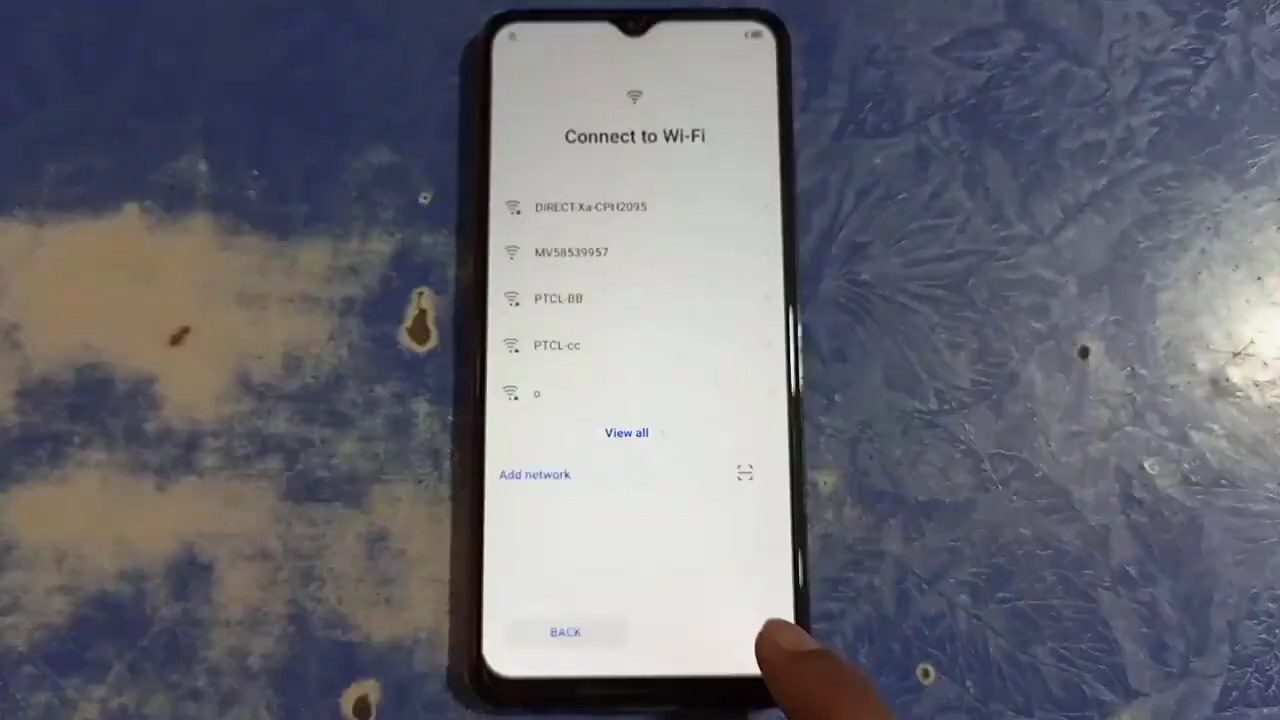 Connect to Wi-Fi
DIRECT-Xa-CPH2095
MV58539957
PTCL-BB
PTCL-cc
o
View all
Add network
BACK